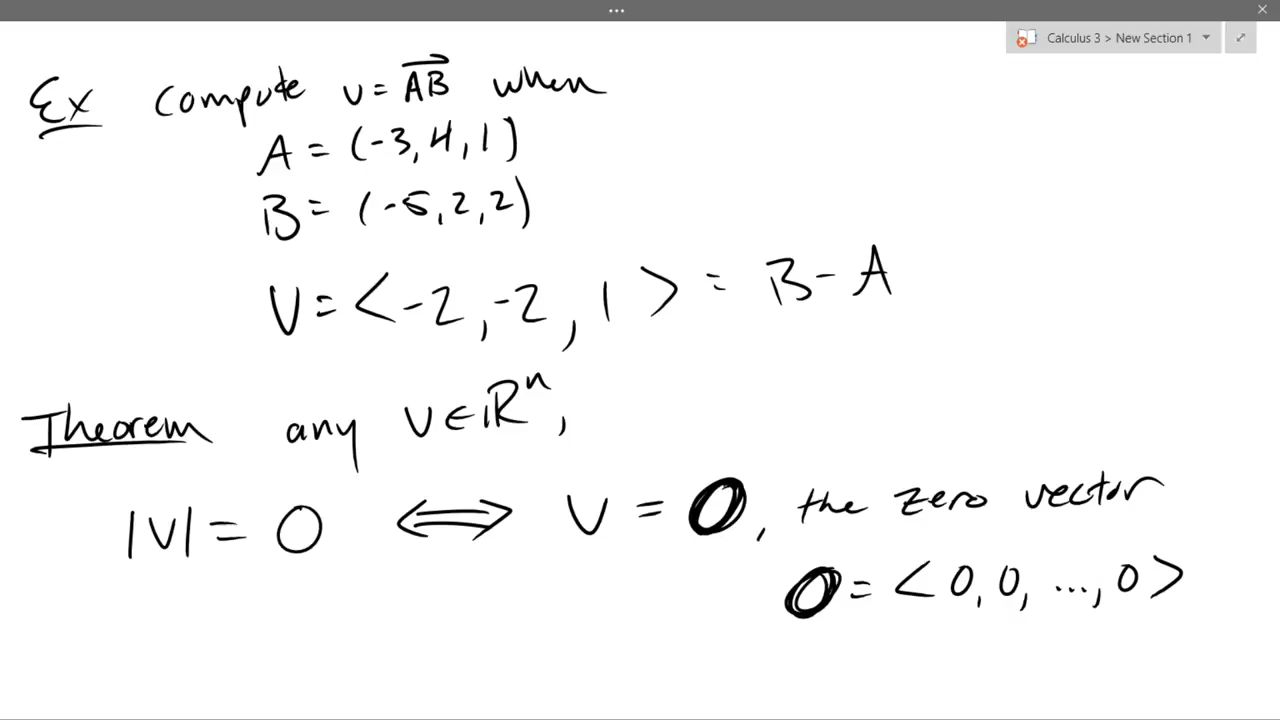 ...
Calculus 3 > New Section 1
Ex compute v = AB when
A = (-3, 4, 1)
B = (-5, 2, 2)
V = < -2, -2, 1 > = B - A
Theorem any v ∈ ℝⁿ,
|v| = 0 ⟺ v = 0, the zero vector
0 = < 0, 0, ..., 0 >